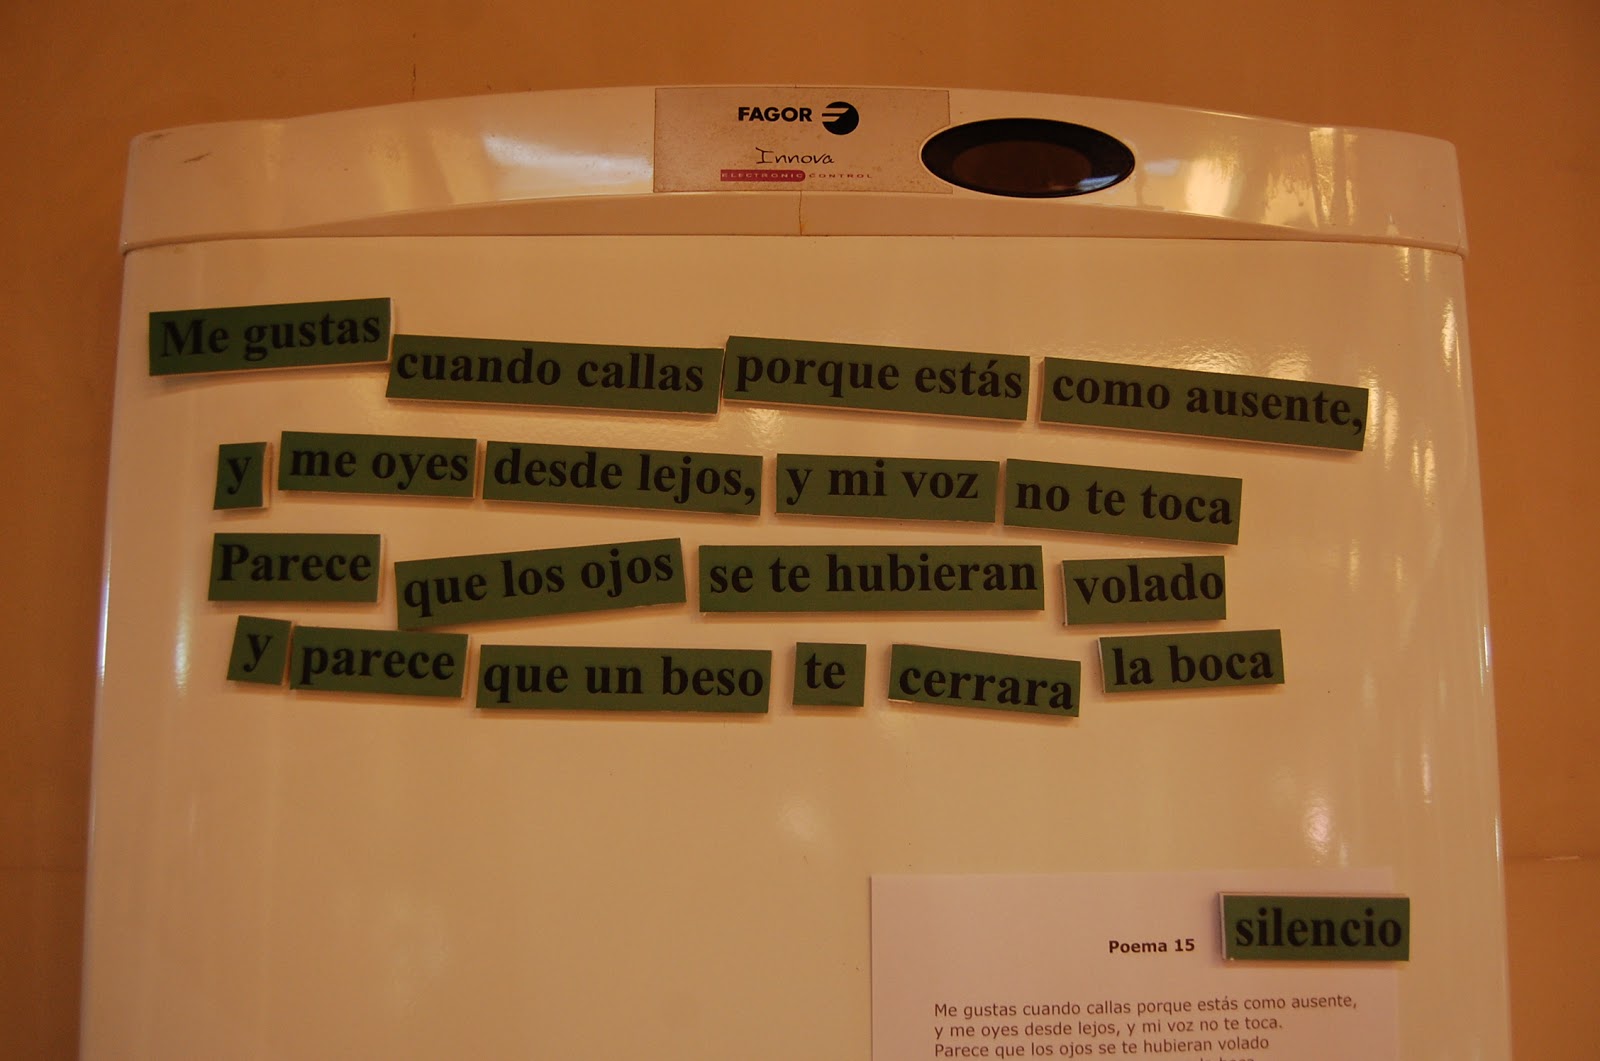 FAGOR
Innova
ELECTRONIC CONTROL
Me gustas cuando callas porque estás como ausente,
y me oyes desde lejos, y mi voz no te toca
Parece que los ojos se te hubieran volado
y parece que un beso te cerrara la boca
silencio
Poema 15
Me gustas cuando callas porque estás como ausente,
y me oyes desde lejos, y mi voz no te toca.
Parece que los ojos se te hubieran volado